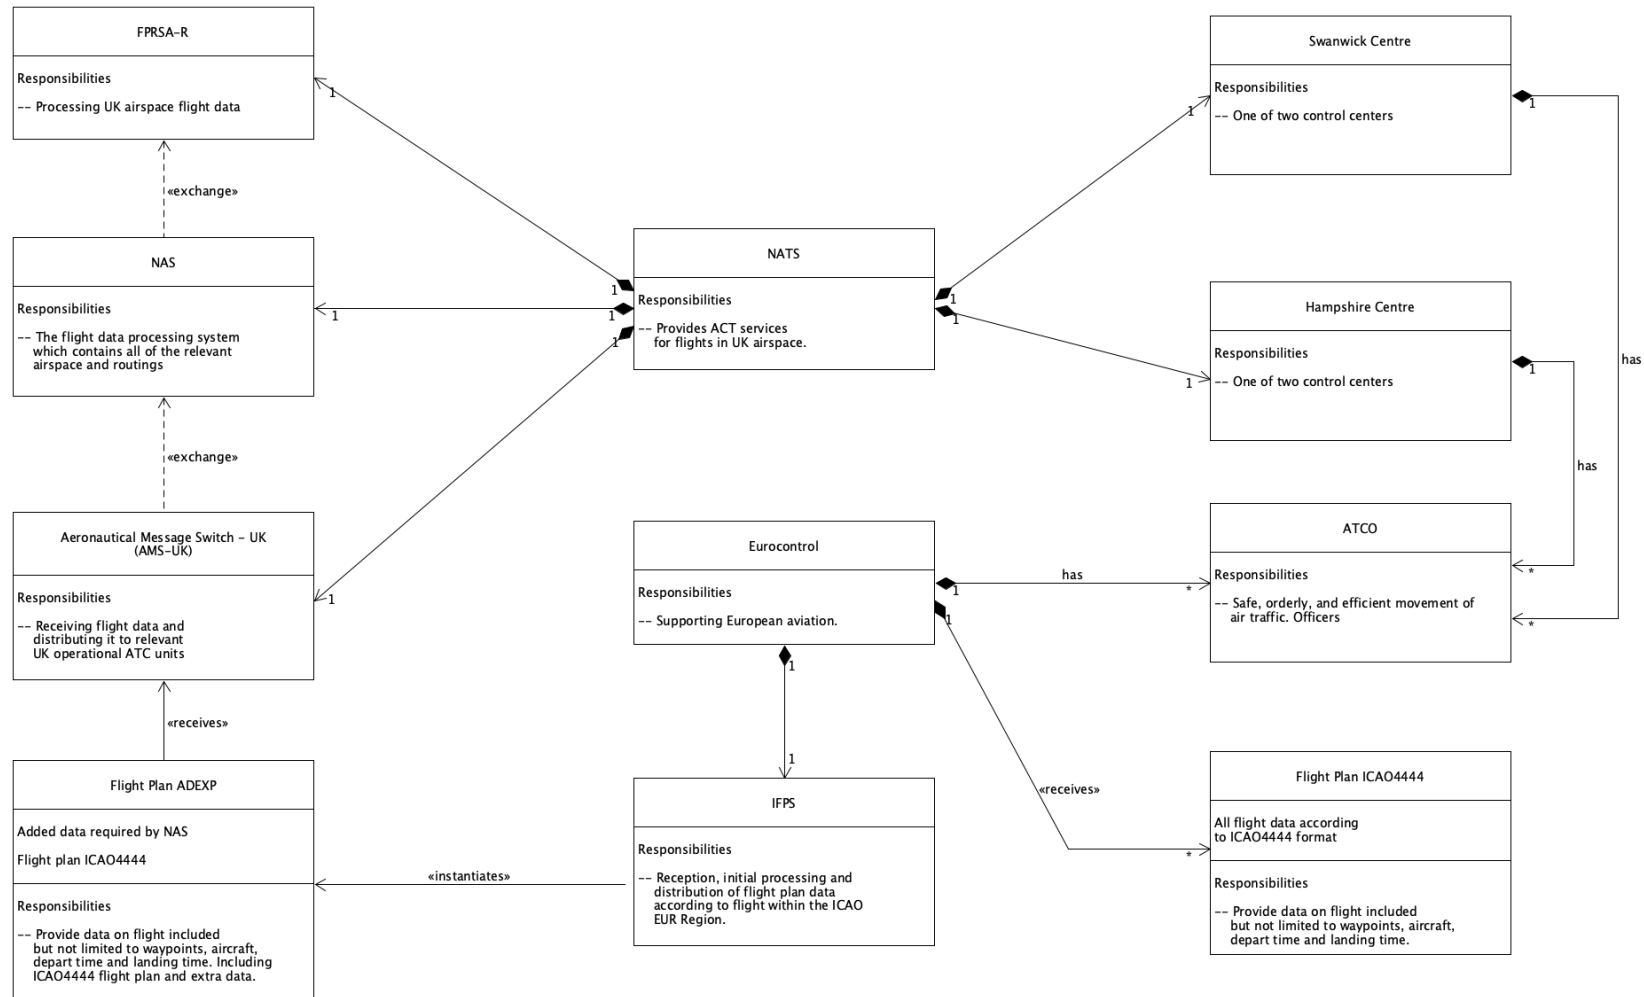 FPRSA-R
Responsibilities
-- Processing UK airspace flight data
1
«exchange»
NAS
Responsibilities
-- The flight data processing system
which contains all of the relevant
airspace and routings
1
«exchange»
Aeronautical Message Switch - UK
(AMS-UK)
Responsibilities
-- Receiving flight data and
distributing it to relevant
UK operational ATC units
1
«receives»
Flight Plan ADEXP
Added data required by NAS
Flight plan ICAO4444
Responsibilities
-- Provide data on flight included
but not limited to waypoints, aircraft,
depart time and landing time. Including
ICAO4444 flight plan and extra data.
NATS
Responsibilities
-- Provides ACT services
for flights in UK airspace.
1
1
1
1
1
Eurocontrol
Responsibilities
-- Supporting European aviation.
1
has
*
1
«receives»
*
1
1
IFPS
Responsibilities
-- Reception, initial processing and
distribution of flight plan data
according to flight within the ICAO
EUR Region.
«instantiates»
Swanwick Centre
Responsibilities
-- One of two control centers
1
1
has
*
Hampshire Centre
Responsibilities
-- One of two control centers
1
1
has
*
ATCO
Responsibilities
-- Safe, orderly, and efficient movement of
air traffic. Officers
Flight Plan ICAO4444
All flight data according
to ICAO4444 format
Responsibilities
-- Provide data on flight included
but not limited to waypoints, aircraft,
depart time and landing time.